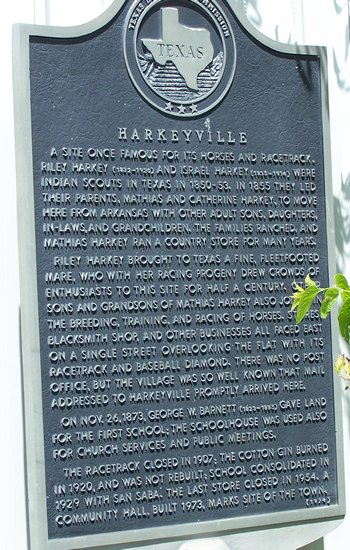 TEXAS
HARKEYVILLE
A SITE ONCE FAMOUS FOR ITS HORSES AND RACETRACK.
RILEY HARKEY AND ISRAEL HARKEY WERE
INDIAN SCOUTS IN TEXAS IN 1850-53. IN 1855 THEY LED
THEIR PARENTS, MATHIAS AND CATHERINE HARKEY, TO MOVE
HERE FROM ARKANSAS WITH OTHER ADULT SONS, DAUGHTERS,
IN-LAWS, AND GRANDCHILDREN. THE FAMILIES RANCHED, AND
MATHIAS HARKEY RAN A COUNTRY STORE FOR MANY YEARS.
RILEY HARKEY BROUGHT TO TEXAS A FINE, FLEETFOOTED
MARE, WHO WITH HER RACING PROGENY DREW CROWDS OF
ENTHUSIASTS TO THIS SITE FOR HALF A CENTURY.
SONS AND GRANDSONS OF MATHIAS HARKEY ALSO
THE BREEDING, TRAINING, AND RACING OF HORSES.
BLACKSMITH SHOP, AND OTHER BUSINESSES ALL FACED EAST
ON A SINGLE STREET OVERLOOKING THE FLAT WITH ITS
RACETRACK AND BASEBALL DIAMOND. THERE WAS NO POST
OFFICE, BUT THE VILLAGE WAS SO WELL KNOWN THAT MAIL
ADDRESSED TO HARKEYVILLE PROMPTLY ARRIVED HERE.
ON NOV. 26, 1873, GEORGE W. BARNETT GAVE LAND
FOR THE FIRST SCHOOL; THE SCHOOLHOUSE WAS USED ALSO
FOR CHURCH SERVICES AND PUBLIC MEETINGS.
THE RACETRACK CLOSED IN 1907, THE COTTON GIN BURNED
IN 1920, AND WAS NOT REBUILT; SCHOOL CONSOLIDATED IN
1929 WITH SAN SABA. THE LAST STORE CLOSED IN 1954. A
COMMUNITY HALL, BUILT 1973, MARKS SITE OF THE TOWN.